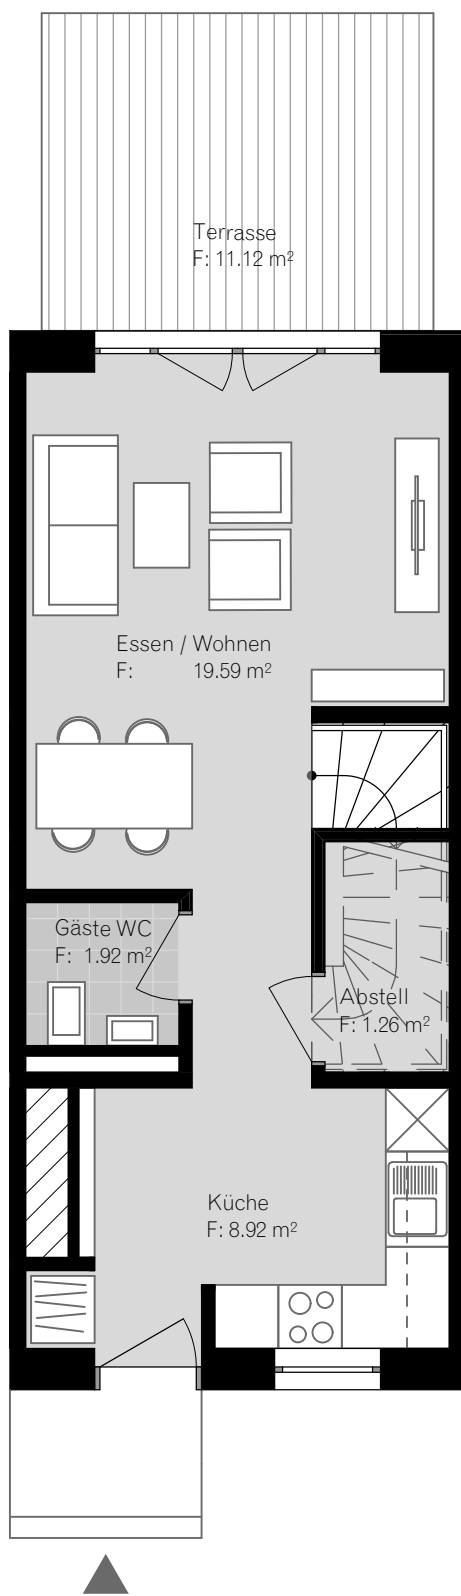 Terrasse
F: 11.12 m²
Essen / Wohnen
F: 19.59 m²
Gäste WC
F: 1.92 m²
Abstell
F: 1.26 m²
Küche
F: 8.92 m²